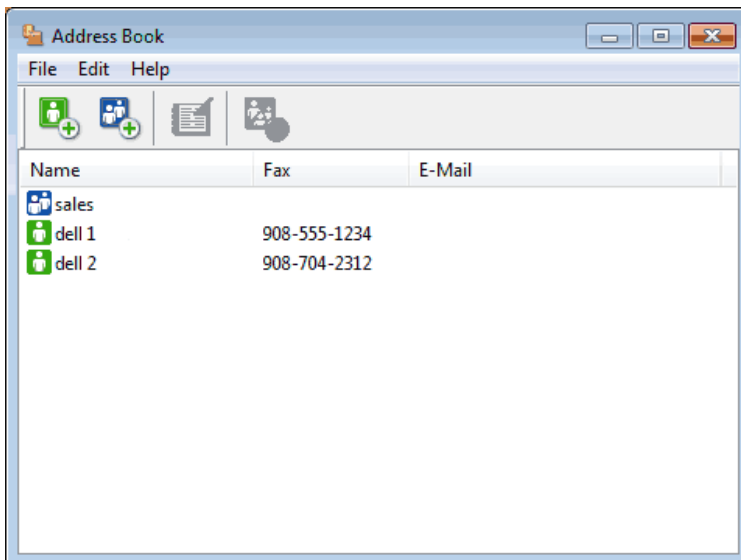 Address Book
File Edit Help
Name Fax E-Mail
sales
dell 1 908-555-1234
dell 2 908-704-2312